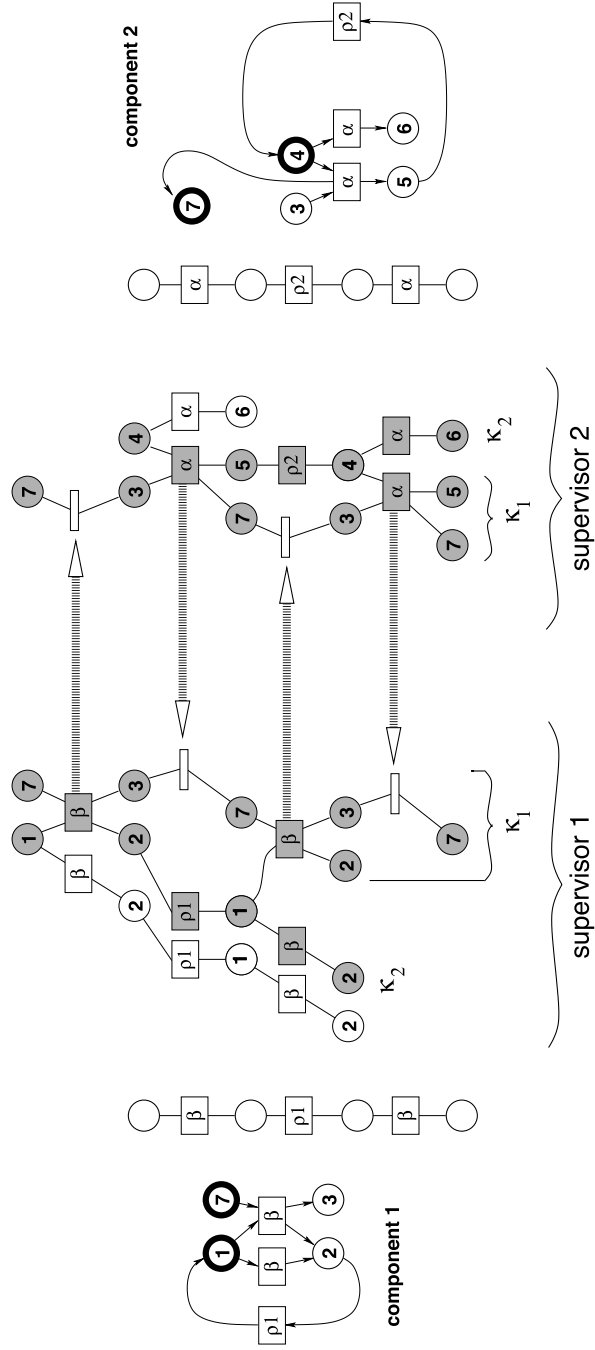 1 7
ρ1 β β
2 3
component 1
β
ρ1
β
1 7
β β
2 2 3
ρ1 ρ1
1 1 7
β β β
2 2 2 3
κ2
7
κ1
supervisor 1
7
3 4
α α
7 5 6
ρ2
3 4
α α
7 5 6
κ1 κ2
supervisor 2
α
ρ2
α
component 2
7
3 4
α α ρ2
5 6